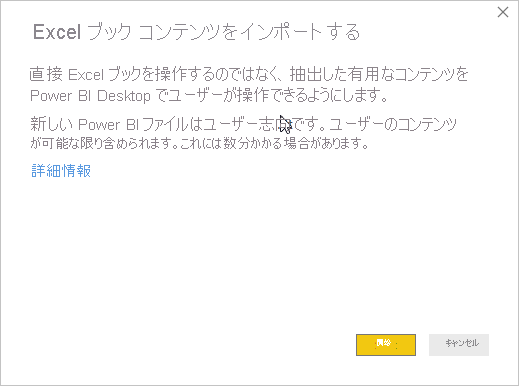 Excel ブック コンテンツをインポートする
直接 Excel ブックを操作するのではなく、抽出した有用なコンテンツを
Power BI Desktop でユーザーが操作できるようにします。
新しい Power BI ファイルはユーザー志向です。ユーザーのコンテンツ
が可能な限り含められます。これには数分かかる場合があります。
詳細情報
開始
キャンセル